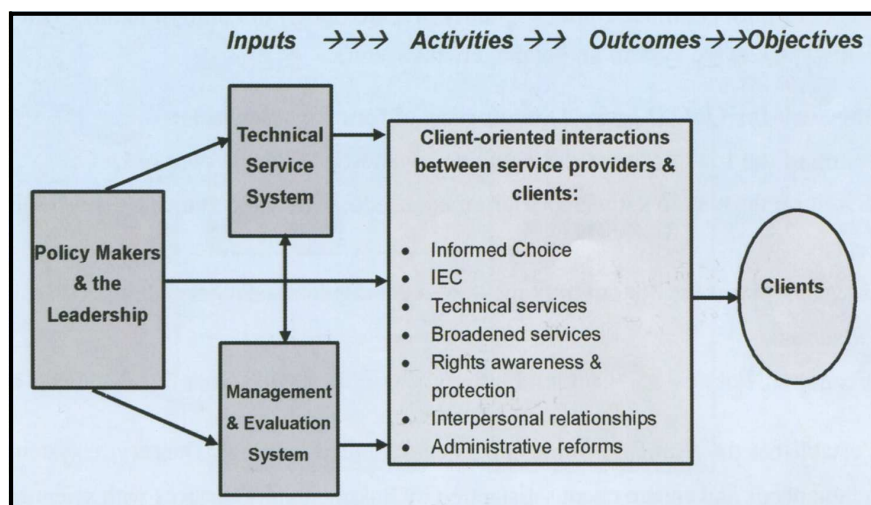 Inputs →→→ Activities →→ Outcomes→→Objectives
Technical
Service
System
Client-oriented interactions
between service providers &
clients:
• Informed Choice
• IEC
• Technical services
• Broadened services
• Rights awareness &
protection
• Interpersonal relationships
• Administrative reforms
Policy Makers
& the
Leadership
Clients
Management
& Evaluation
System